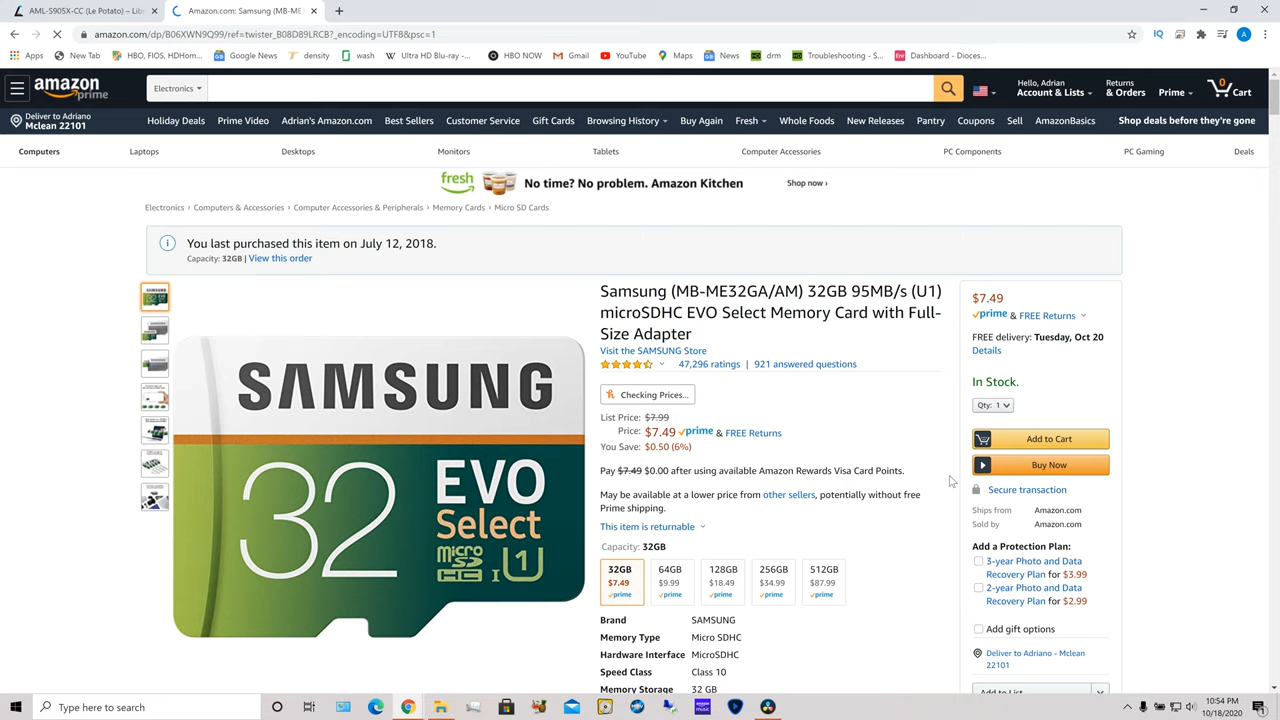 AML-S905X-CC (Le Potato) – Libr
Amazon.com: Samsung (MB-ME3
amazon.com/dp/B06XWN9Q99/ref=twister_B08D89LRCB?_encoding=UTF8&psc=1
Apps New Tab HBO, FIOS, HDHom... Google News density wash Ultra HD Blu-ray -... HBO NOW Gmail YouTube Maps News drm Troubleshooting - S... Dashboard - Dioces...
amazon prime
Electronics
Hello, Adrian
Account & Lists
Returns
& Orders
Prime
0
Cart
Deliver to Adriano
Mclean 22101
Holiday Deals Prime Video Adrian's Amazon.com Best Sellers Customer Service Gift Cards Browsing History Buy Again Fresh Whole Foods New Releases Pantry Coupons Sell AmazonBasics Shop deals before they're gone
Computers Laptops Desktops Monitors Tablets Computer Accessories PC Components PC Gaming Deals
fresh No time? No problem. Amazon Kitchen Shop now ›
Electronics › Computers & Accessories › Computer Accessories & Peripherals › Memory Cards › Micro SD Cards
You last purchased this item on July 12, 2018.
Capacity: 32GB | View this order
SAMSUNG
32
EVO
Select
micro SD HC I U1
Samsung (MB-ME32GA/AM) 32GB 95MB/s (U1)
microSDHC EVO Select Memory Card with Full-
Size Adapter
Visit the SAMSUNG Store
47,296 ratings | 921 answered questions
Checking Prices...
List Price: $7.99
Price: $7.49 prime & FREE Returns
You Save: $0.50 (6%)
Pay $7.49 $0.00 after using available Amazon Rewards Visa Card Points.
May be available at a lower price from other sellers, potentially without free
Prime shipping.
This item is returnable
Capacity: 32GB
32GB 64GB 128GB 256GB 512GB
$7.49 $9.99 $18.49 $34.99 $87.99
prime prime prime prime prime
Brand SAMSUNG
Memory Type Micro SDHC
Hardware Interface MicroSDHC
Speed Class Class 10
Memory Storage 32 GB
$7.49
prime & FREE Returns
FREE delivery: Tuesday, Oct 20
Details
In Stock.
Qty: 1
Add to Cart
Buy Now
Secure transaction
Ships from Amazon.com
Sold by Amazon.com
Add a Protection Plan:
3-year Photo and Data
Recovery Plan for $3.99
2-year Photo and Data
Recovery Plan for $2.99
Add gift options
Deliver to Adriano - Mclean
22101
Add to List
Type here to search
10:54 PM
10/18/2020